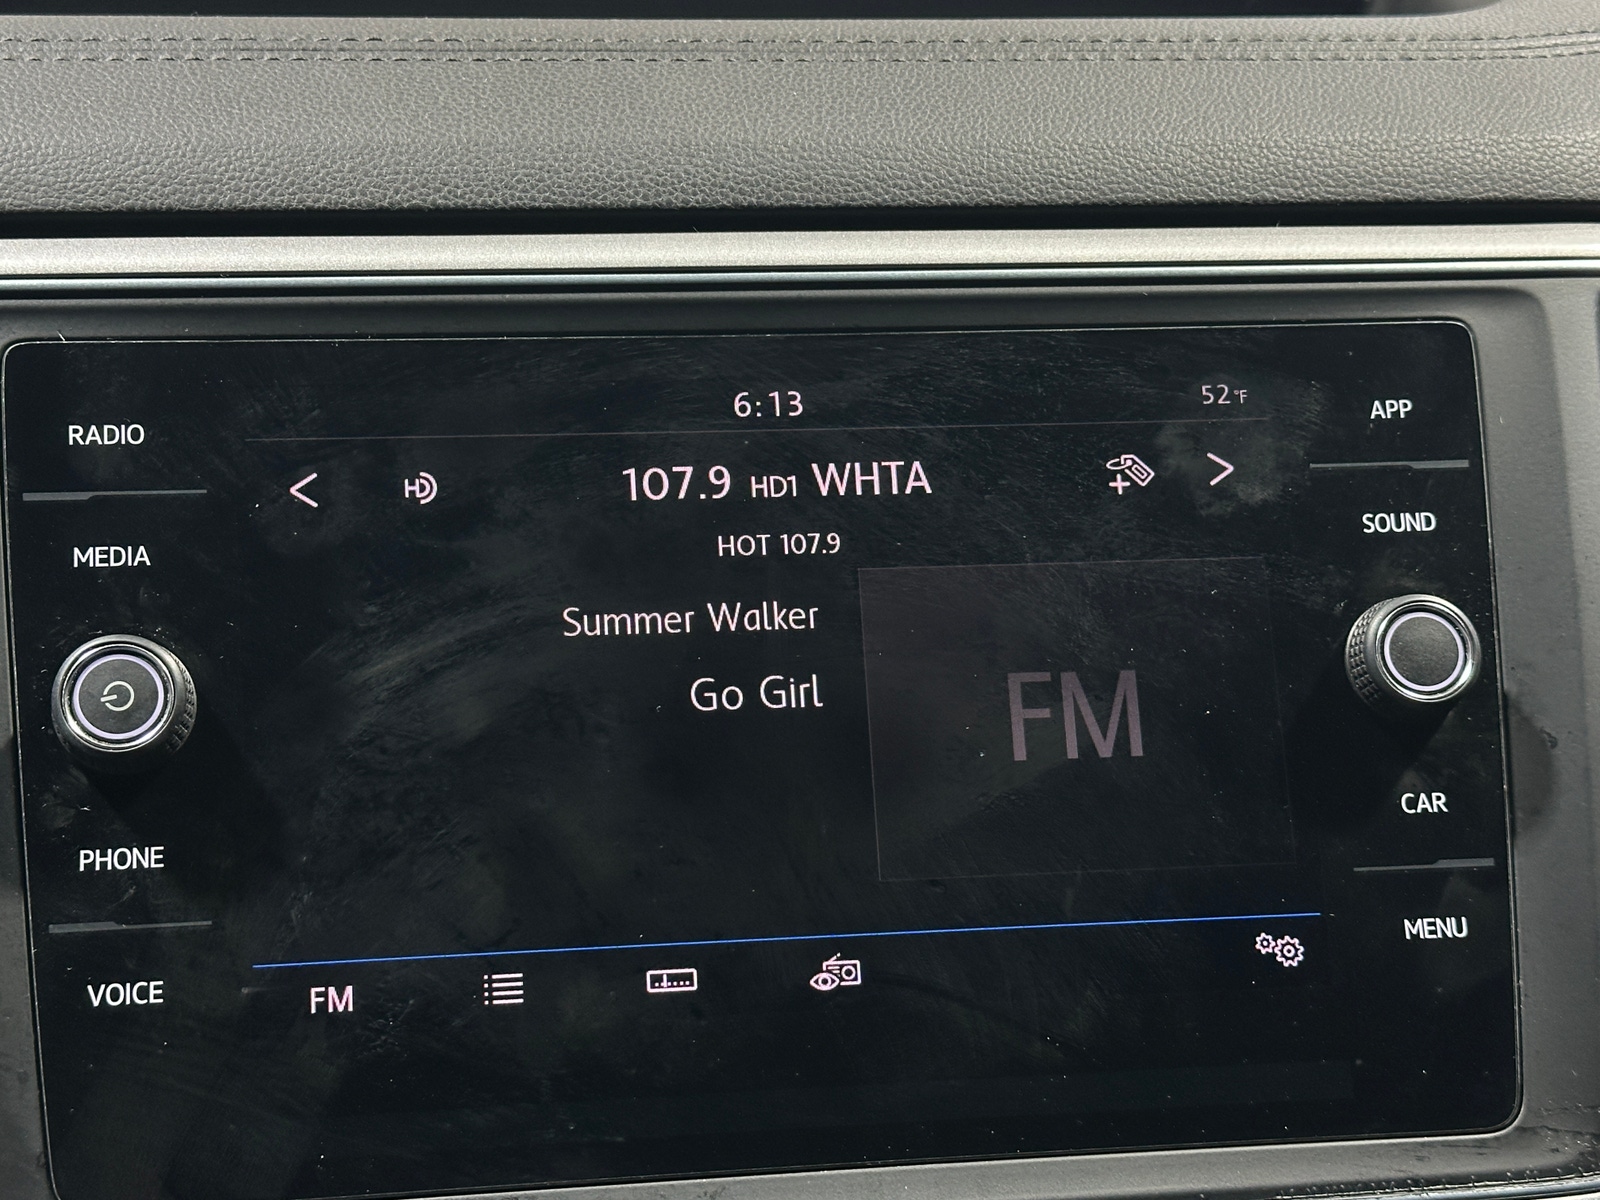 6:13
52°F
RADIO
APP
HD
107.9 HD1 WHTA
HOT 107.9
MEDIA
SOUND
Summer Walker
Go Girl
FM
PHONE
CAR
VOICE
MENU
FM